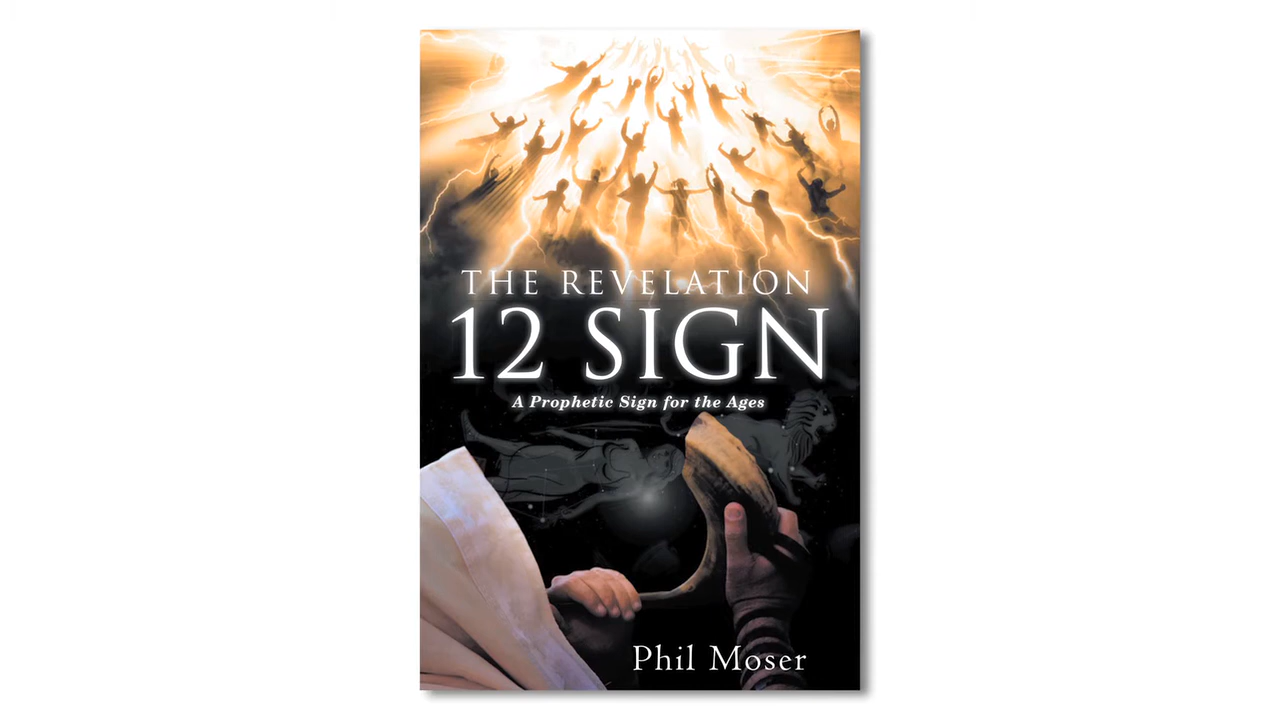 THE REVELATION
12 SIGN
A Prophetic Sign for the Ages
Phil Moser